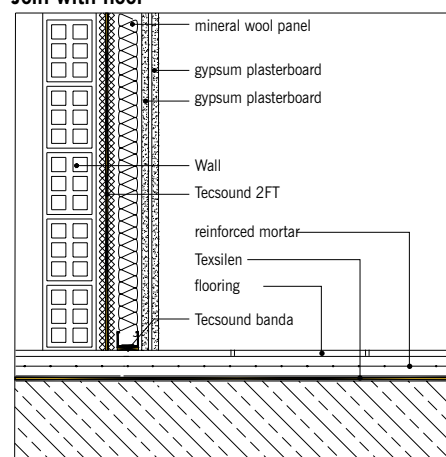 Join with floor
mineral wool panel
gypsum plasterboard
gypsum plasterboard
Wall
Tecsound 2FT
reinforced mortar
Texsilen
flooring
Tecsound banda